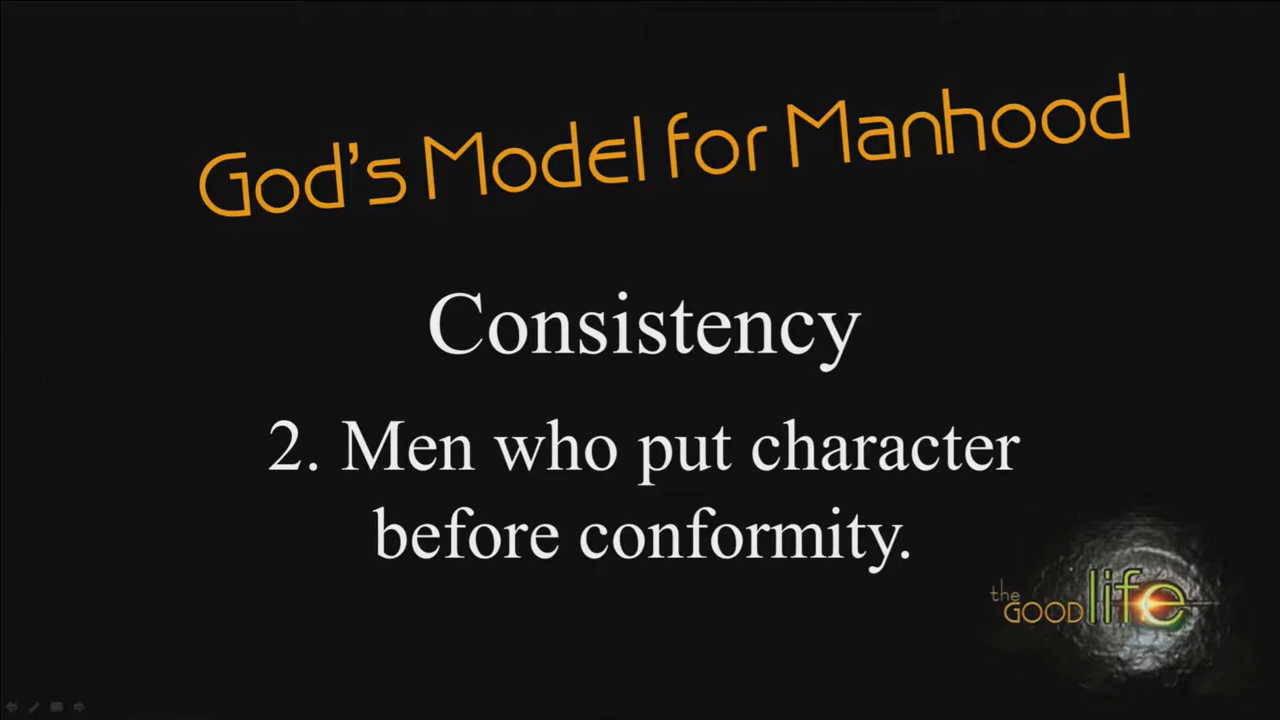 God's Model for Manhood
Consistency
2. Men who put character
before conformity.
the
GOOD life